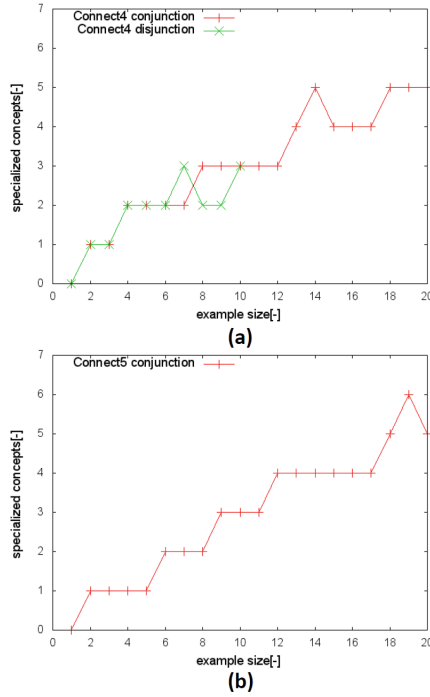 Connect4 conjunction
Connect4 disjunction
7
6
5
4
3
2
1
0
specialized concepts[-]
0 2 4 6 8 10 12 14 16 18 20
example size[-]
(a)
Connect5 conjunction
7
6
5
4
3
2
1
0
specialized concepts[-]
0 2 4 6 8 10 12 14 16 18 20
example size[-]
(b)